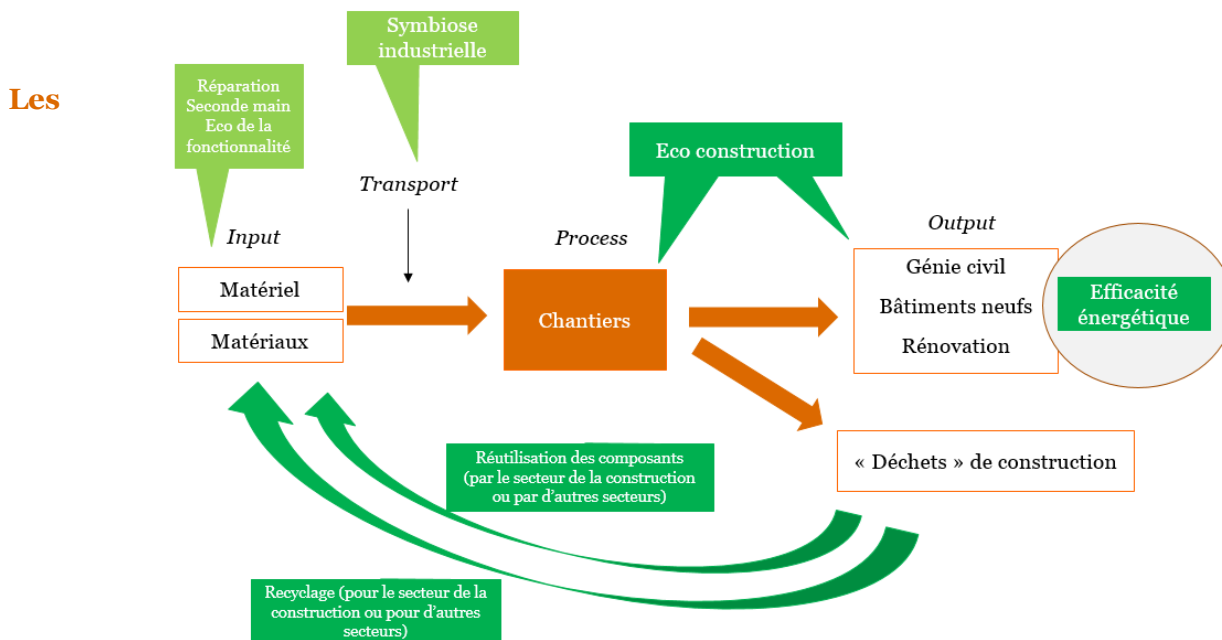 Les
Réparation
Seconde main
Eco de la
fonctionnalité
Symbiose
industrielle
Transport
Eco construction
Input
Process
Output
Matériel
Matériaux
Chantiers
Génie civil
Bâtiments neufs
Rénovation
Efficacité
énergétique
« Déchets » de construction
Réutilisation des composants
(par le secteur de la construction
ou par d'autres secteurs)
Recyclage (pour le secteur de la
construction ou pour d'autres
secteurs)